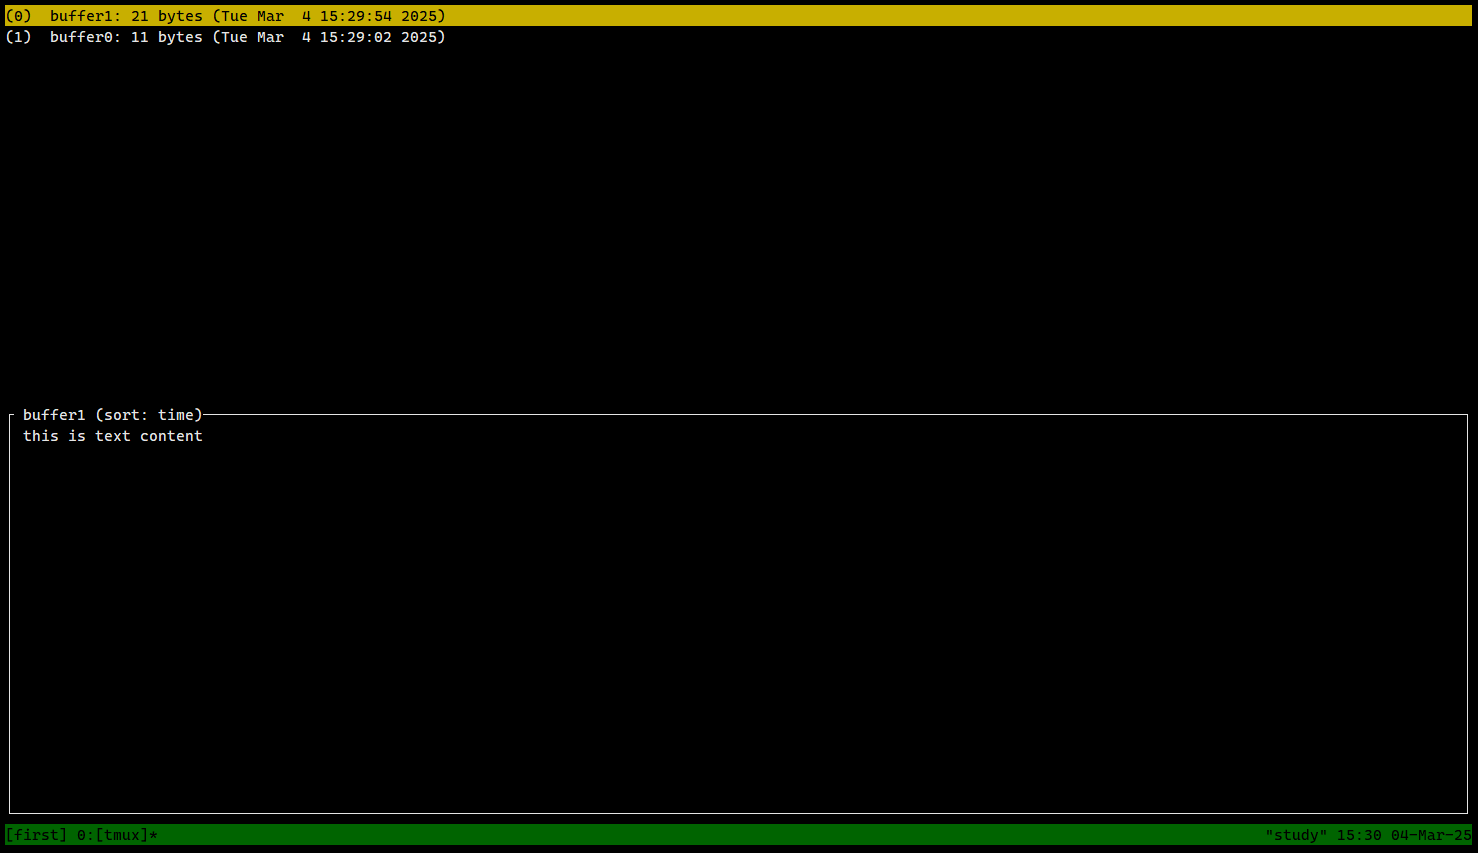 (0)  buffer1: 21 bytes (Tue Mar  4 15:29:54 2025)
(1)  buffer0: 11 bytes (Tue Mar  4 15:29:02 2025)
buffer1 (sort: time)
this is text content
[first] 0:[tmux]* "study" 15:30 04-Mar-25